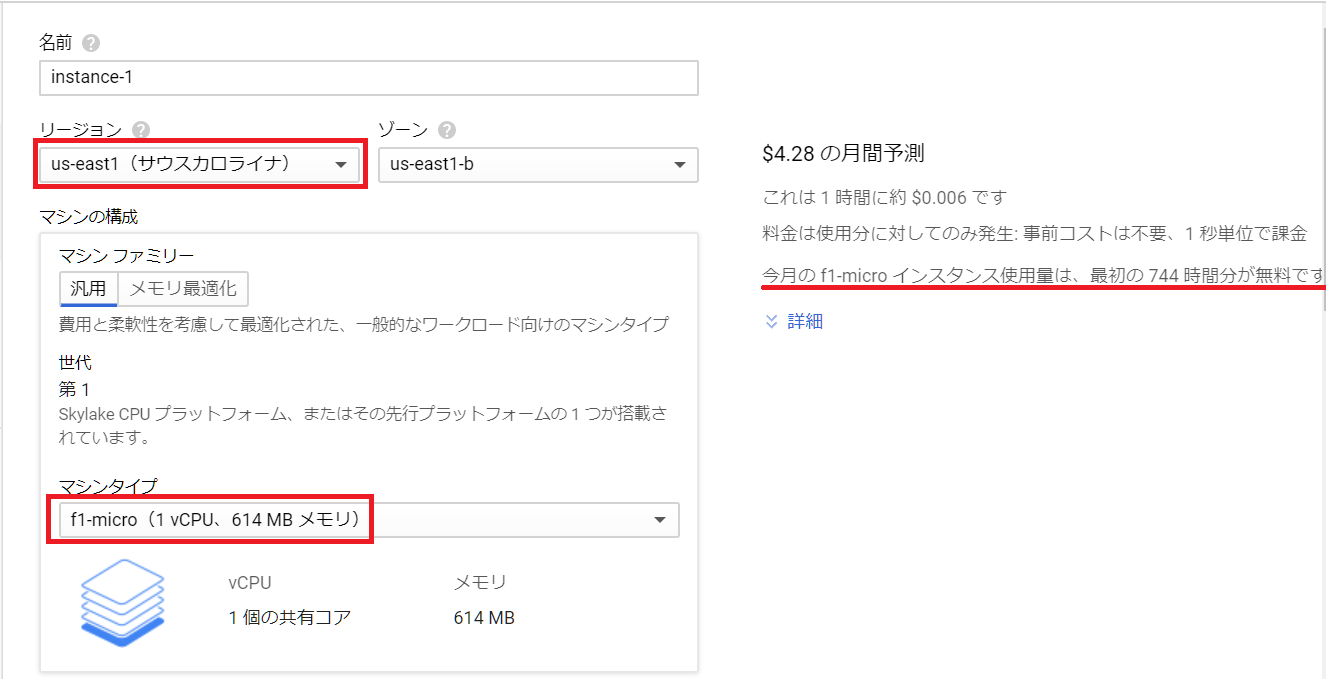 名前
instance-1
リージョン ゾーン
us-east1（サウスカロライナ） us-east1-b
マシンの構成
マシン ファミリー
汎用 メモリ最適化
費用と柔軟性を考慮して最適化された、一般的なワークロード向けのマシンタイプ
世代
第 1
Skylake CPU プラットフォーム、またはその先行プラットフォームの 1 つが搭載さ
れています。
マシンタイプ
f1-micro（1 vCPU、614 MB メモリ）
vCPU メモリ
1 個の共有コア 614 MB
$4.28 の月間予測
これは 1 時間に約 $0.006 です
料金は使用分に対してのみ発生: 事前コストは不要、1 秒単位で課金
今月の f1-micro インスタンス使用量は、最初の 744 時間分が無料です
詳細